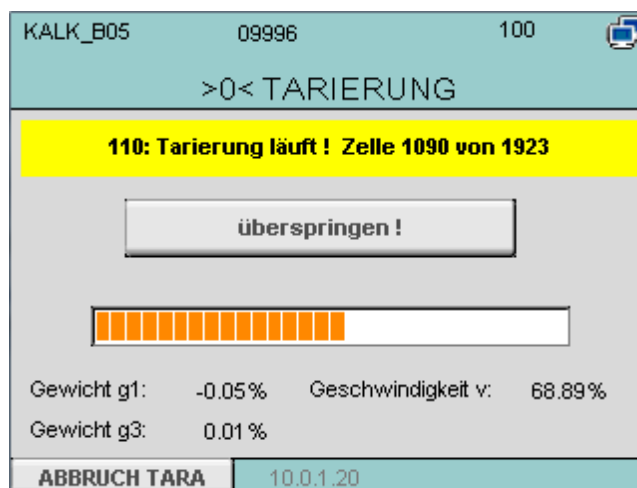 KALK_B05 09996 100
>0< TARIERUNG
110: Tarierung läuft ! Zelle 1090 von 1923
überspringen !
Gewicht g1: -0.05% Geschwindigkeit v: 68.89%
Gewicht g3: 0.01%
ABBRUCH TARA 10.0.1.20